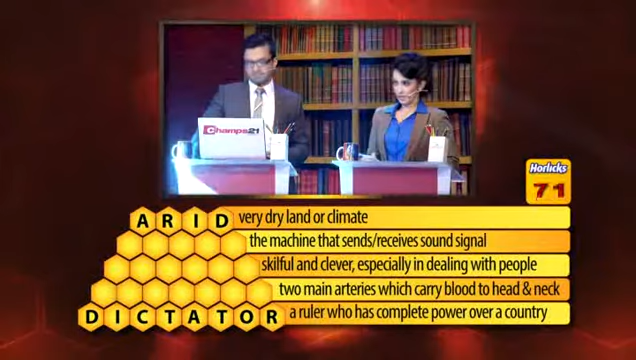 Champs21
Horlicks
71
ARID very dry land or climate
the machine that sends/receives sound signal
skilful and clever, especially in dealing with people
two main arteries which carry blood to head & neck
DICTATOR a ruler who has complete power over a country